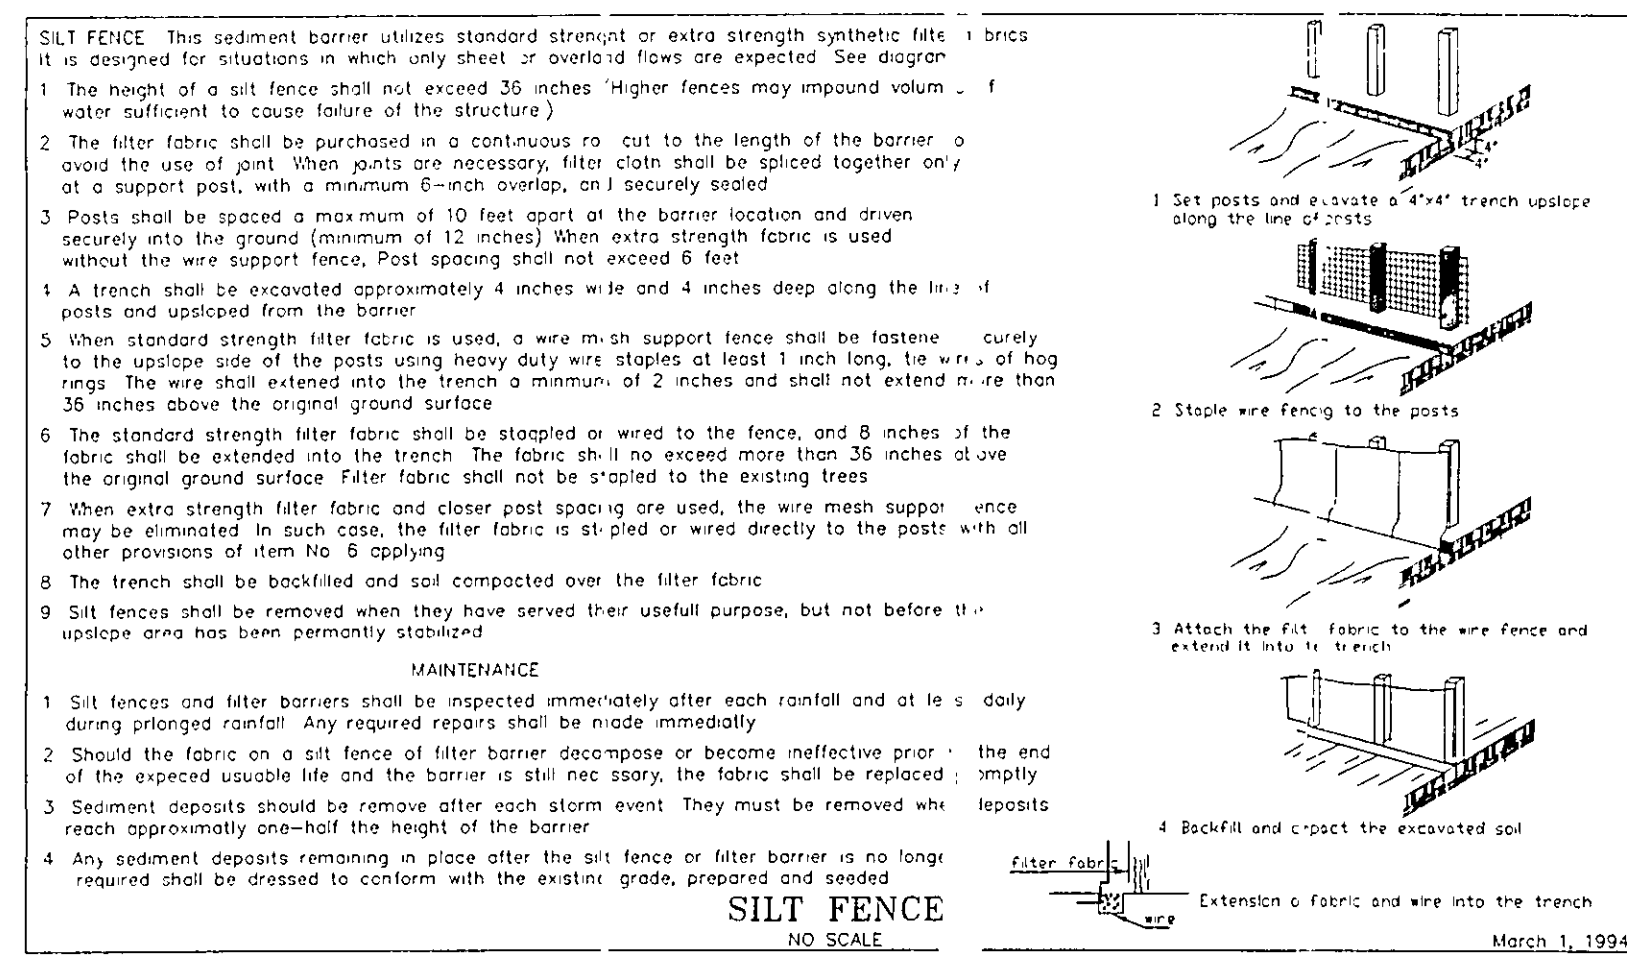 SILT FENCE This sediment barrier utilizes standard strength or extra strength synthetic
It is designed for situations in which only sheet or overland flows are expected See
1 The height of a silt fence shall not exceed 36 inches (Higher fences may impound
water sufficient to cause failure of the structure)
2 The filter fabric shall be purchased in a continuous cut to the length of the barrier
avoid the use of joint When joints are necessary, filter cloth shall be spliced together only
at a support post, with a minimum 6-inch overlap, and securely sealed
3 Posts shall be spaced a maximum of 10 feet apart at the barrier location and driven
securely into the ground (minimum of 12 inches) When extra strength fabric is used
without the wire support fence, Post spacing shall not exceed 6 feet
4 A trench shall be excavated approximately 4 inches wide and 4 inches deep along the line of
posts and upsloped from the barrier
5 When standard strength filter fabric is used, a wire mesh support fence shall be
to the upslope side of the posts using heavy duty wire staples at least 1 inch long, tie wires of hog
rings The wire shall extened into the trench a minmum of 2 inches and shall not extend more than
36 inches above the original ground surface
6 The standard strength filter fabric shall be staqpled or wired to the fence, and 8 inches of the
fabric shall be extended into the trench The fabric shall no exceed more than 36 inches above
the original ground surface Filter fabric shall not be stapled to the existing trees
7 When extra strength filter fabric and closer post spacing are used, the wire mesh
may be eliminated In such case, the filter fabric is stapled or wired directly to the posts with all
other provisions of item No 6 applying
8 The trench shall be backfilled and soil compacted over the filter fabric
9 Silt fences shall be removed when they have served their usefull purpose, but not before the
upslope area has been permantly stabilized
MAINTENANCE
1 Silt fences and filter barriers shall be inspected immediately after each rainfall and at daily
during prlonged rainfall Any required repairs shall be made immediatly
2 Should the fabric on a silt fence of filter barrier decompose or become ineffective prior the end
of the expeced usuable life and the barrier is still necessary, the fabric shall be replaced
3 Sediment deposits should be remove after each storm event They must be removed deposits
reach approximatly one-half the height of the barrier
4 Any sediment deposits remaining in place after the silt fence or filter barrier is no
required shall be dressed to conform with the existing grade, prepared and seeded
SILT FENCE
NO SCALE
4"
4"
1 Set posts and excavate a 4"x4" trench upslope
along the line of posts
2 Staple wire to the posts
3 Attach the fabric to the wire fence and
extend it into trench
4 Backfill and the excavated soil
filter fabric
wire
Extension fabric and wire into the trench
March 1, 1994